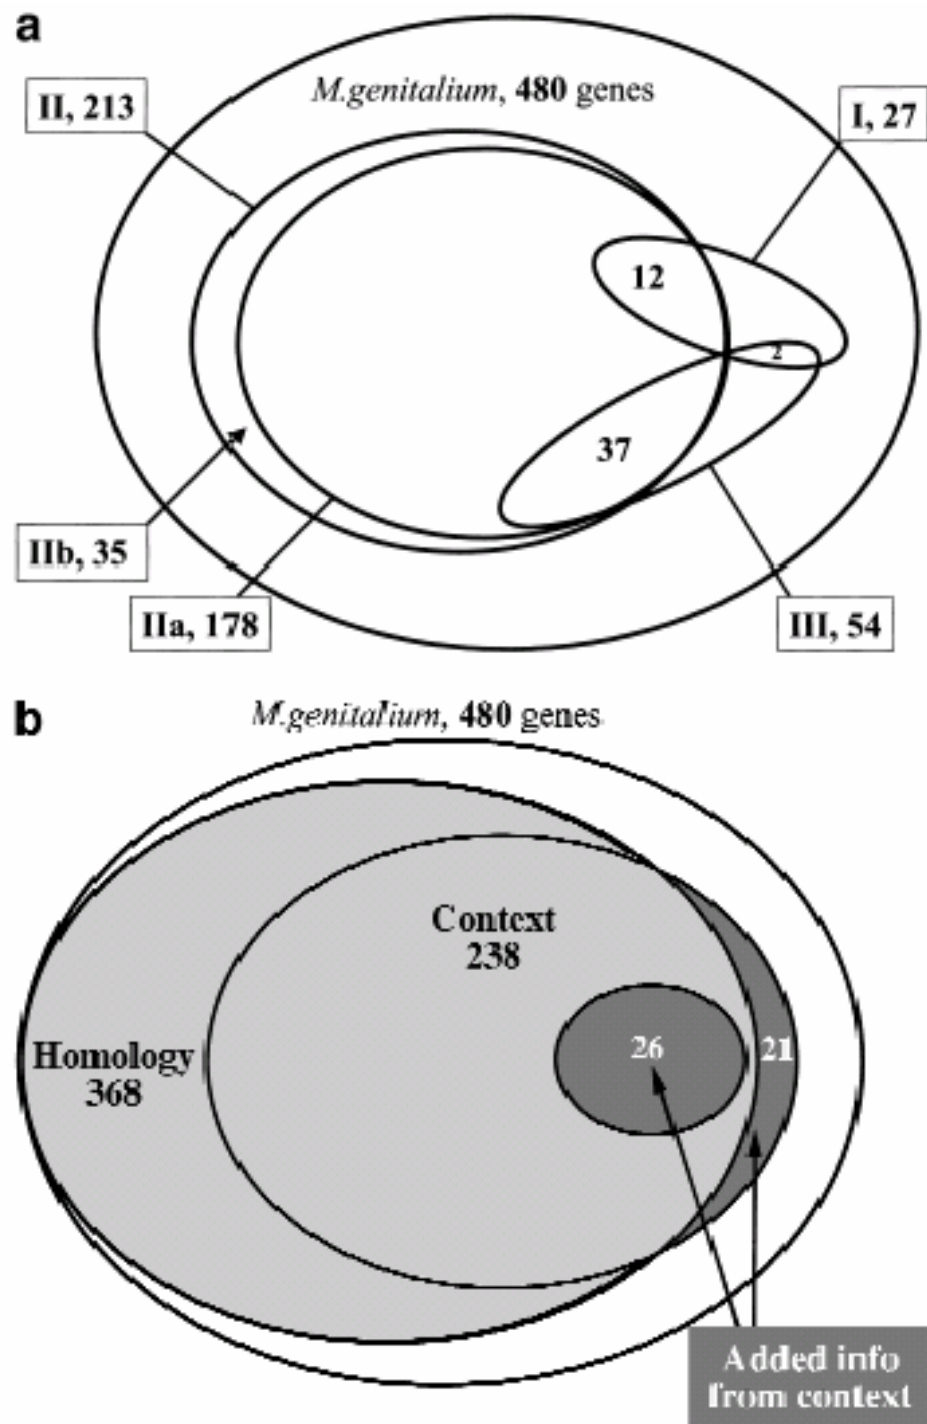 a
M.genitalium, 480 genes
II, 213
I, 27
12
2
37
IIb, 35
IIa, 178
III, 54
b
M.genitalium, 480 genes
Context
238
Homology
368
26
21
Added info
from context